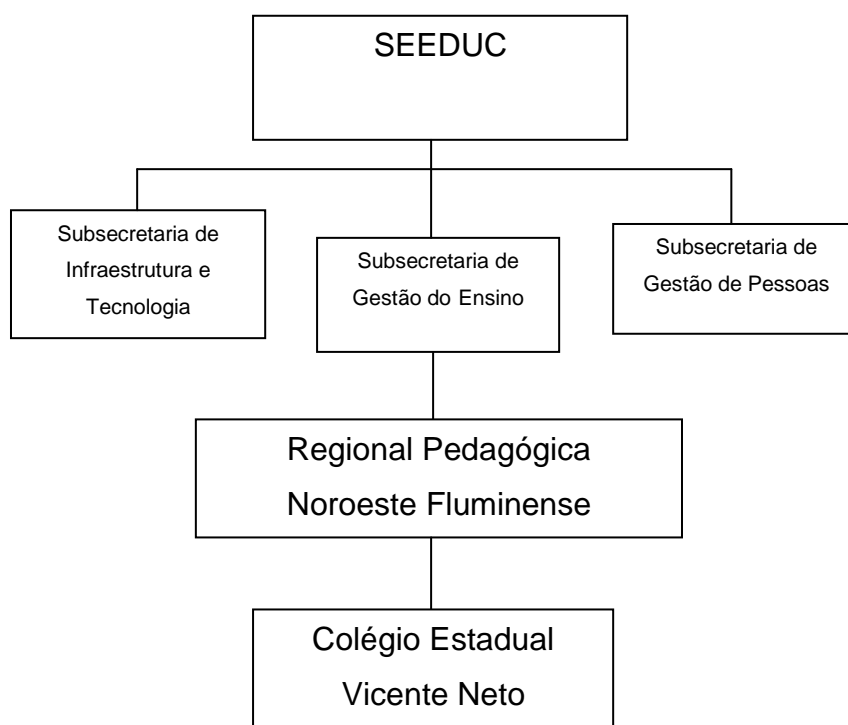 SEEDUC
Subsecretaria de
Infraestrutura e
Tecnologia
Subsecretaria de
Gestão do Ensino
Subsecretaria de
Gestão de Pessoas
Regional Pedagógica
Noroeste Fluminense
Colégio Estadual
Vicente Neto